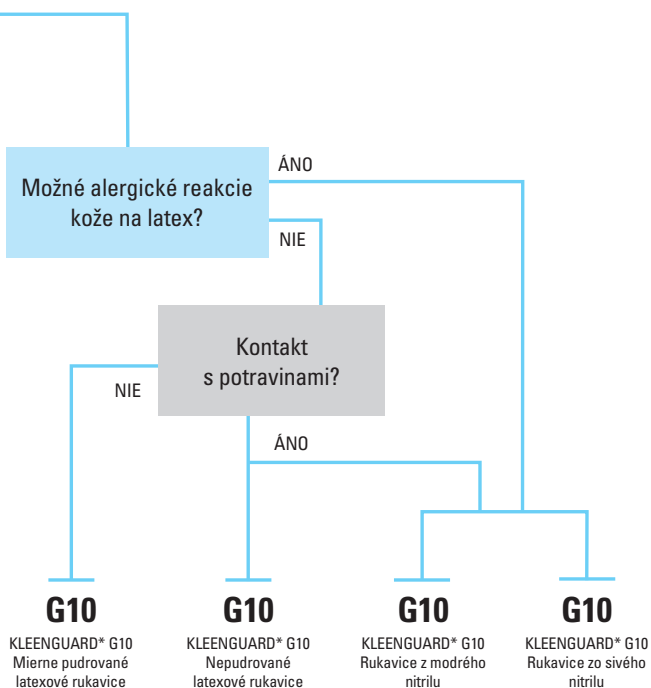 ÁNO
Možné alergické reakcie
kože na latex?
NIE
Kontakt
s potravinami?
NIE
ÁNO
G10
KLEENGUARD* G10
Mierne pudrované
latexové rukavice
G10
KLEENGUARD* G10
Nepudrované
latexové rukavice
G10
KLEENGUARD* G10
Rukavice z modrého
nitrilu
G10
KLEENGUARD* G10
Rukavice zo sivého
nitrilu